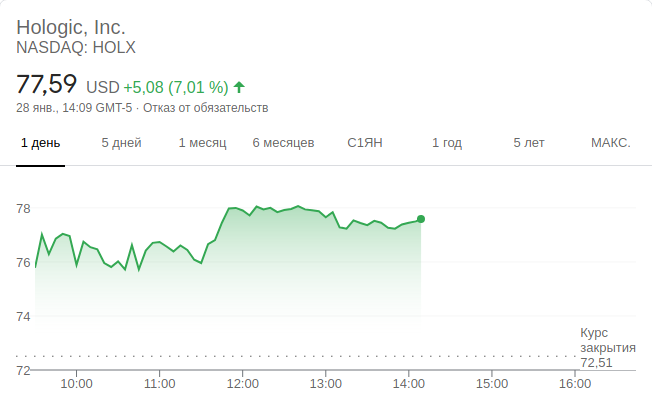 Hologic, Inc.
NASDAQ: HOLX
77,59 USD +5,08 (7,01 %)
28 янв., 14:09 GMT-5 · Отказ от обязательств
1 день 5 дней 1 месяц 6 месяцев С1ЯН 1 год 5 лет МАКС.
78
76
74
Курс
закрытия
72,51
72
10:00 11:00 12:00 13:00 14:00 15:00 16:00